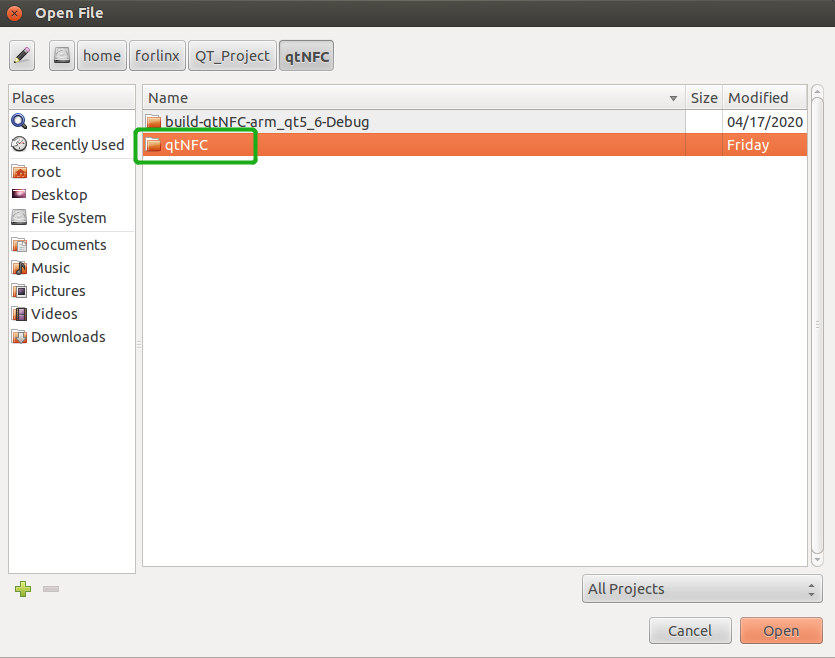 Open File
home forlinx QT_Project qtNFC
Places
Search
Recently Used
root
Desktop
File System
Documents
Music
Pictures
Videos
Downloads
Name Size Modified
build-qtNFC-arm_qt5_6-Debug 04/17/2020
qtNFC Friday
All Projects
Cancel Open